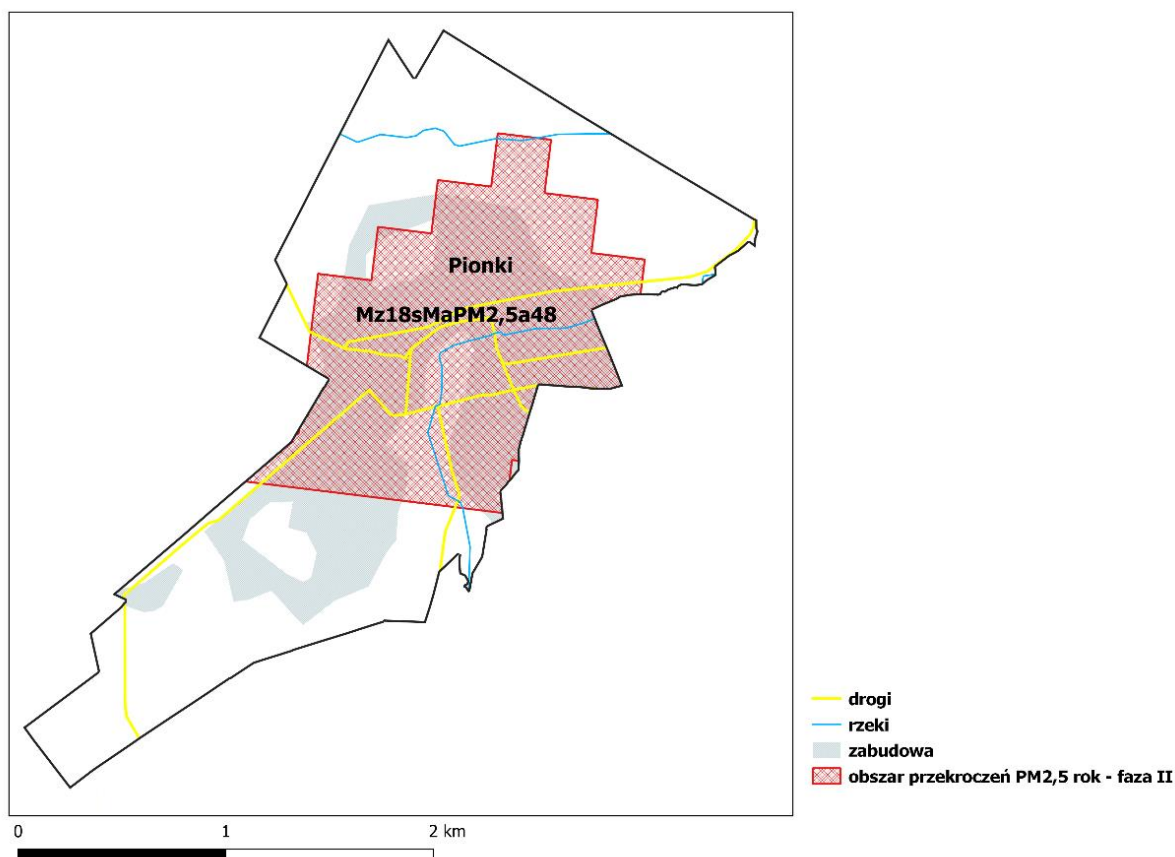 Pionki
Mz18sMaPM2,5a48
drogi
rzeki
zabudowa
obszar przekroczeń PM2,5 rok - faza II
0 1 2 km